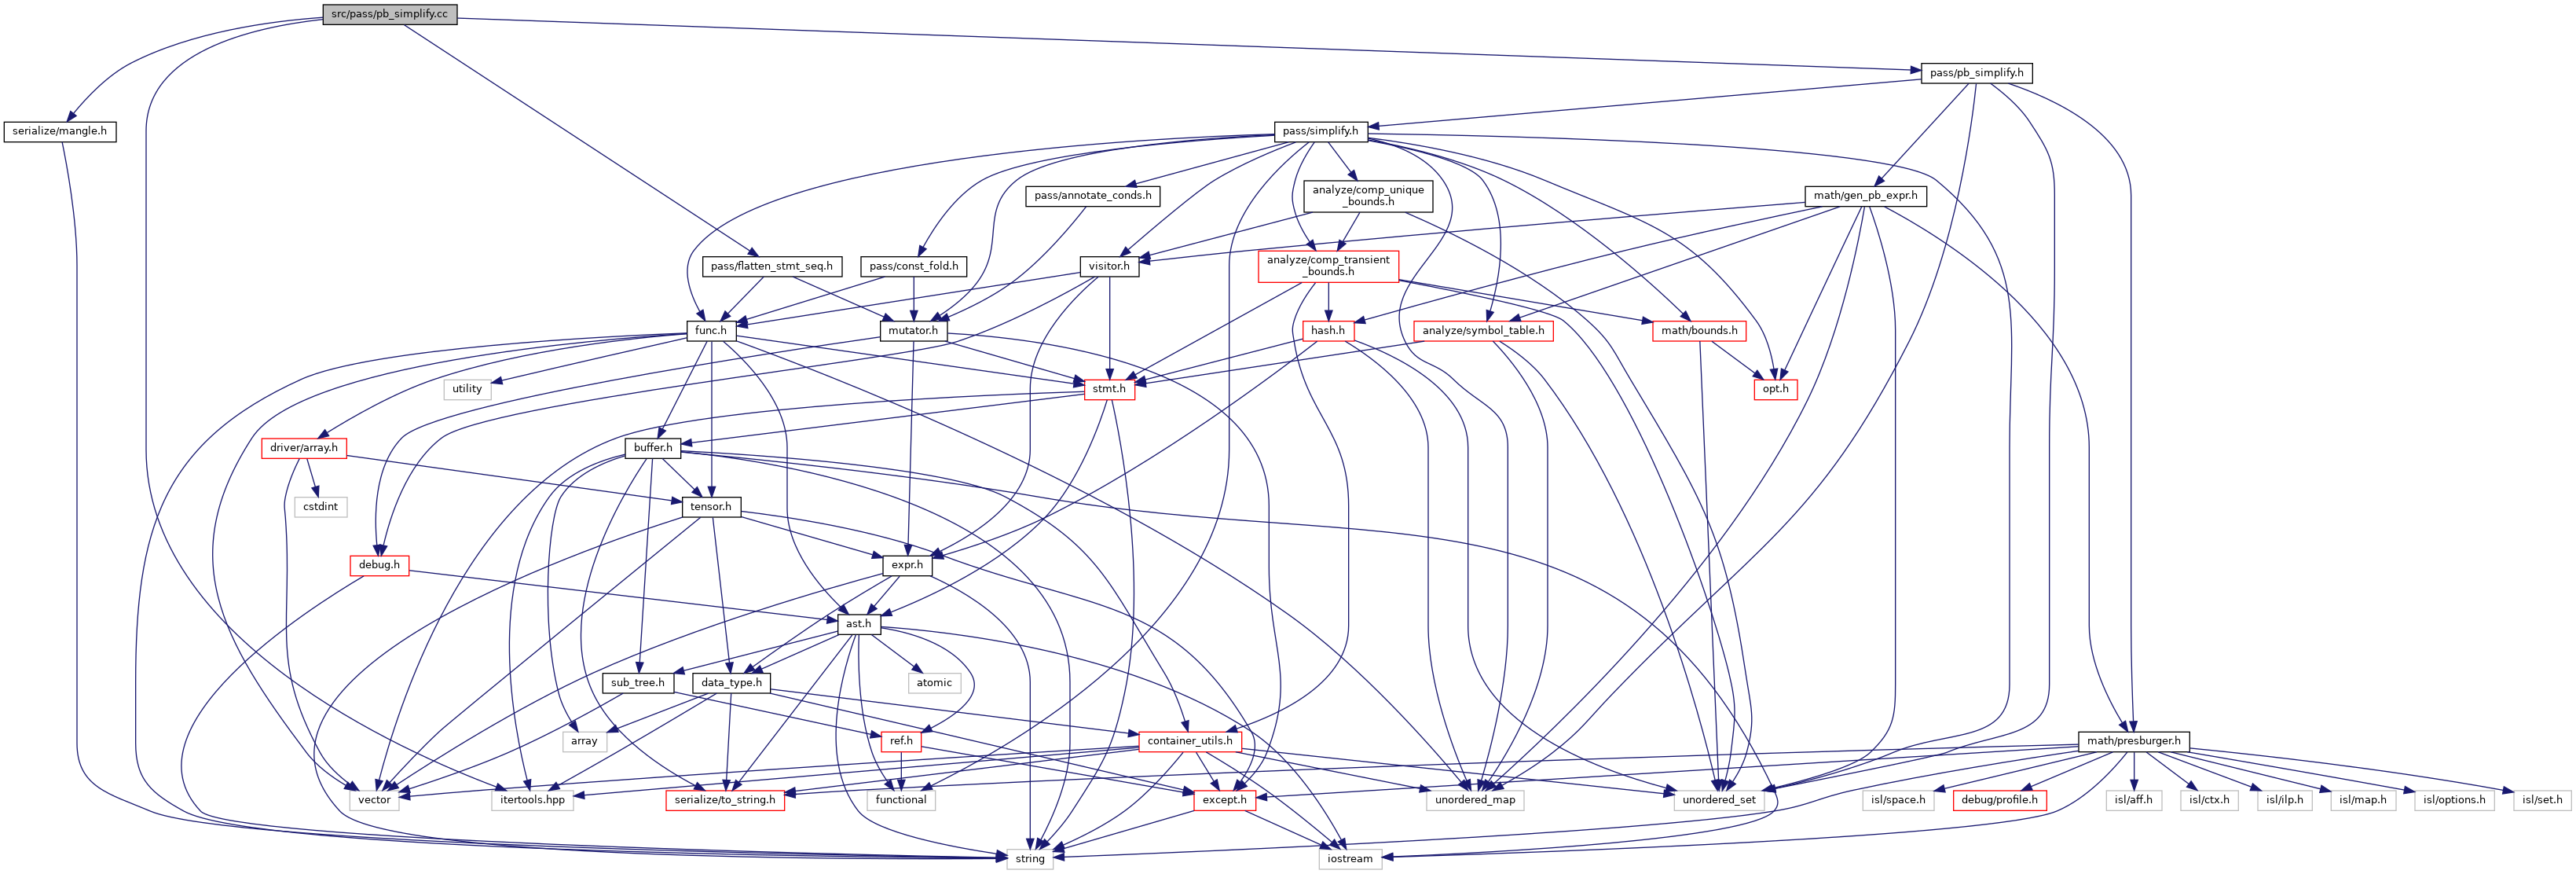 src/pass/pb_simplify.cc
pass/pb_simplify.h
serialize/mangle.h
pass/simplify.h
pass/annotate_conds.h
analyze/comp_unique
_bounds.h
math/gen_pb_expr.h
pass/flatten_stmt_seq.h
pass/const_fold.h
visitor.h
analyze/comp_transient
_bounds.h
func.h
mutator.h
hash.h
analyze/symbol_table.h
math/bounds.h
utility
stmt.h
opt.h
driver/array.h
buffer.h
cstdint
tensor.h
debug.h
expr.h
ast.h
sub_tree.h
data_type.h
atomic
array
ref.h
container_utils.h
math/presburger.h
vector
itertools.hpp
serialize/to_string.h
functional
except.h
unordered_map
unordered_set
isl/space.h
debug/profile.h
isl/aff.h
isl/ctx.h
isl/ilp.h
isl/map.h
isl/options.h
isl/set.h
string
iostream